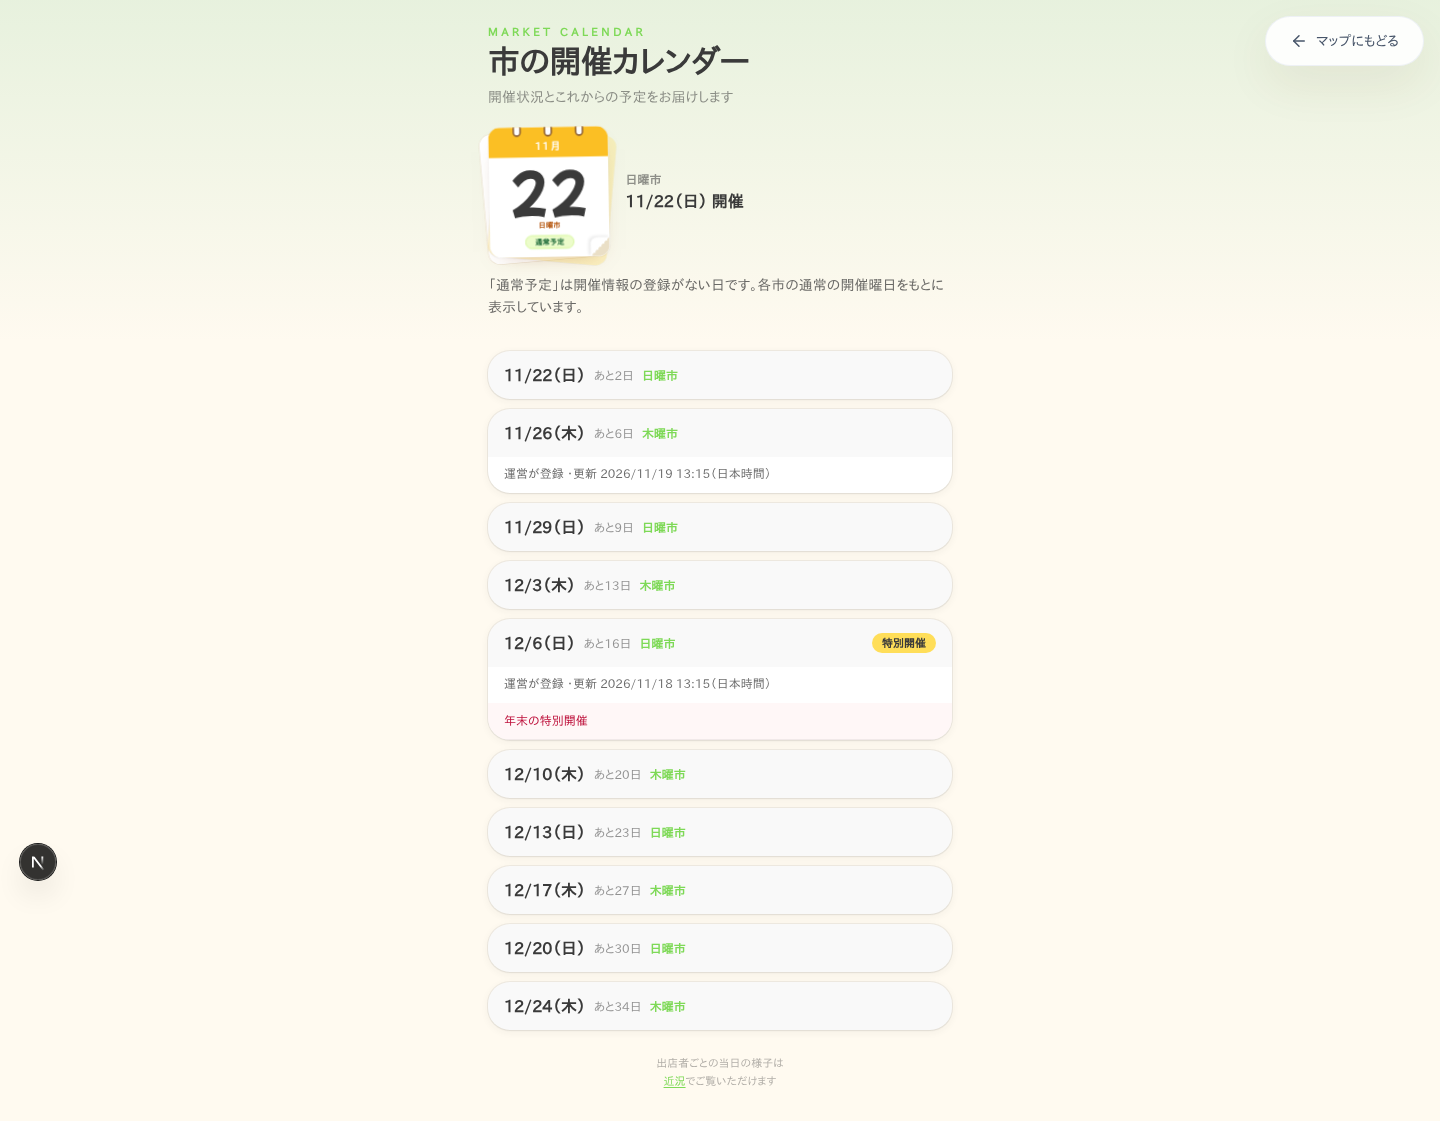 MARKET CALENDAR
市の開催カレンダー
開催状況とこれからの予定をお届けします
マップにもどる
11月
22
日曜市
通常予定
日曜市
11/22(日) 開催
「通常予定」は開催情報の登録がない日です。各市の通常の開催曜日をもとに
表示しています。
11/22(日) あと2日 日曜市
11/26(木) あと6日 木曜市
運営が登録 ・更新 2026/11/19 13:15(日本時間)
11/29(日) あと9日 日曜市
12/3(木) あと13日 木曜市
12/6(日) あと16日 日曜市 特別開催
運営が登録 ・更新 2026/11/18 13:15(日本時間)
年末の特別開催
12/10(木) あと20日 木曜市
12/13(日) あと23日 日曜市
12/17(木) あと27日 木曜市
12/20(日) あと30日 日曜市
12/24(木) あと34日 木曜市
出店者ごとの当日の様子は
近況でご覧いただけます
N